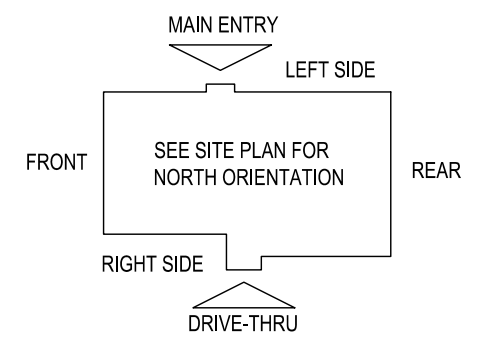 MAIN ENTRY
LEFT SIDE
FRONT
SEE SITE PLAN FOR
NORTH ORIENTATION
REAR
RIGHT SIDE
DRIVE-THRU